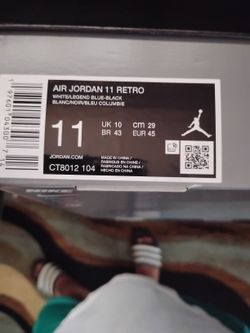 AIR JORDAN 11 RETRO
WHITE/LEGEND BLUE-BLACK
BLANC/NOIR/BLEU COLUMBIE
11
UK 10
CM 29
BR 43
EUR 45
JORDAN.COM
MADE IN CHINA /
FABRIQUE EN CHINE /
FABRICADO NA CHINA /
HECHO EN CHINA
CT8012 104